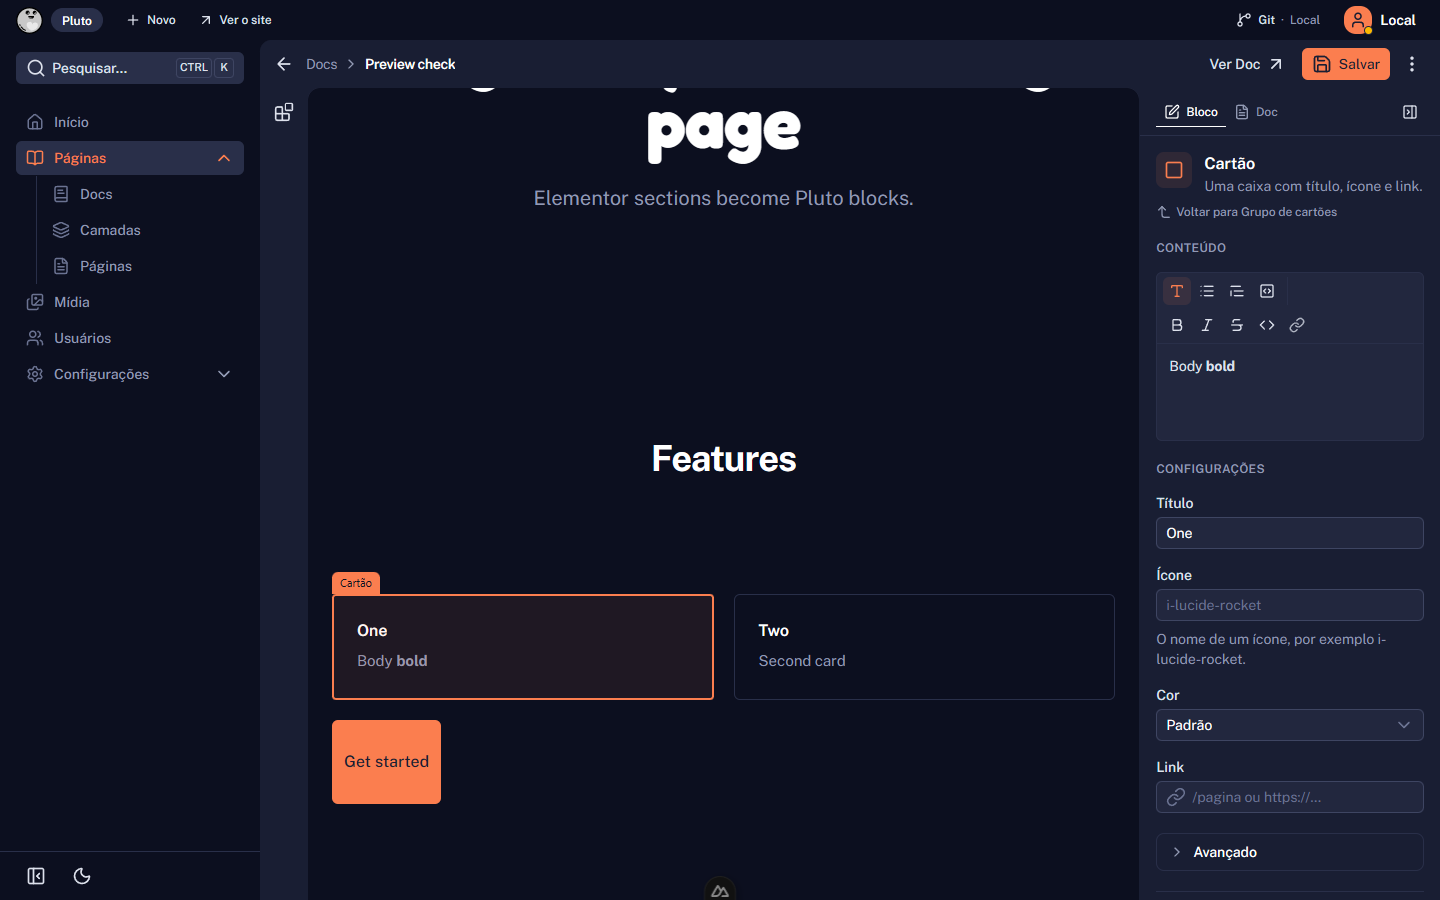 Pluto
Novo
Ver o site
Git · Local
Local
Pesquisar...
CTRL K
Início
Páginas
Docs
Camadas
Páginas
Mídia
Usuários
Configurações
Docs
Preview check
Ver Doc
Salvar
page
Elementor sections become Pluto blocks.
Features
Cartão
One
Body bold
Two
Second card
Get started
Bloco
Doc
Cartão
Uma caixa com título, ícone e link.
Voltar para Grupo de cartões
CONTEÚDO
Body bold
CONFIGURAÇÕES
Título
One
Ícone
i-lucide-rocket
O nome de um ícone, por exemplo i-
lucide-rocket.
Cor
Padrão
Link
/pagina ou https://...
Avançado